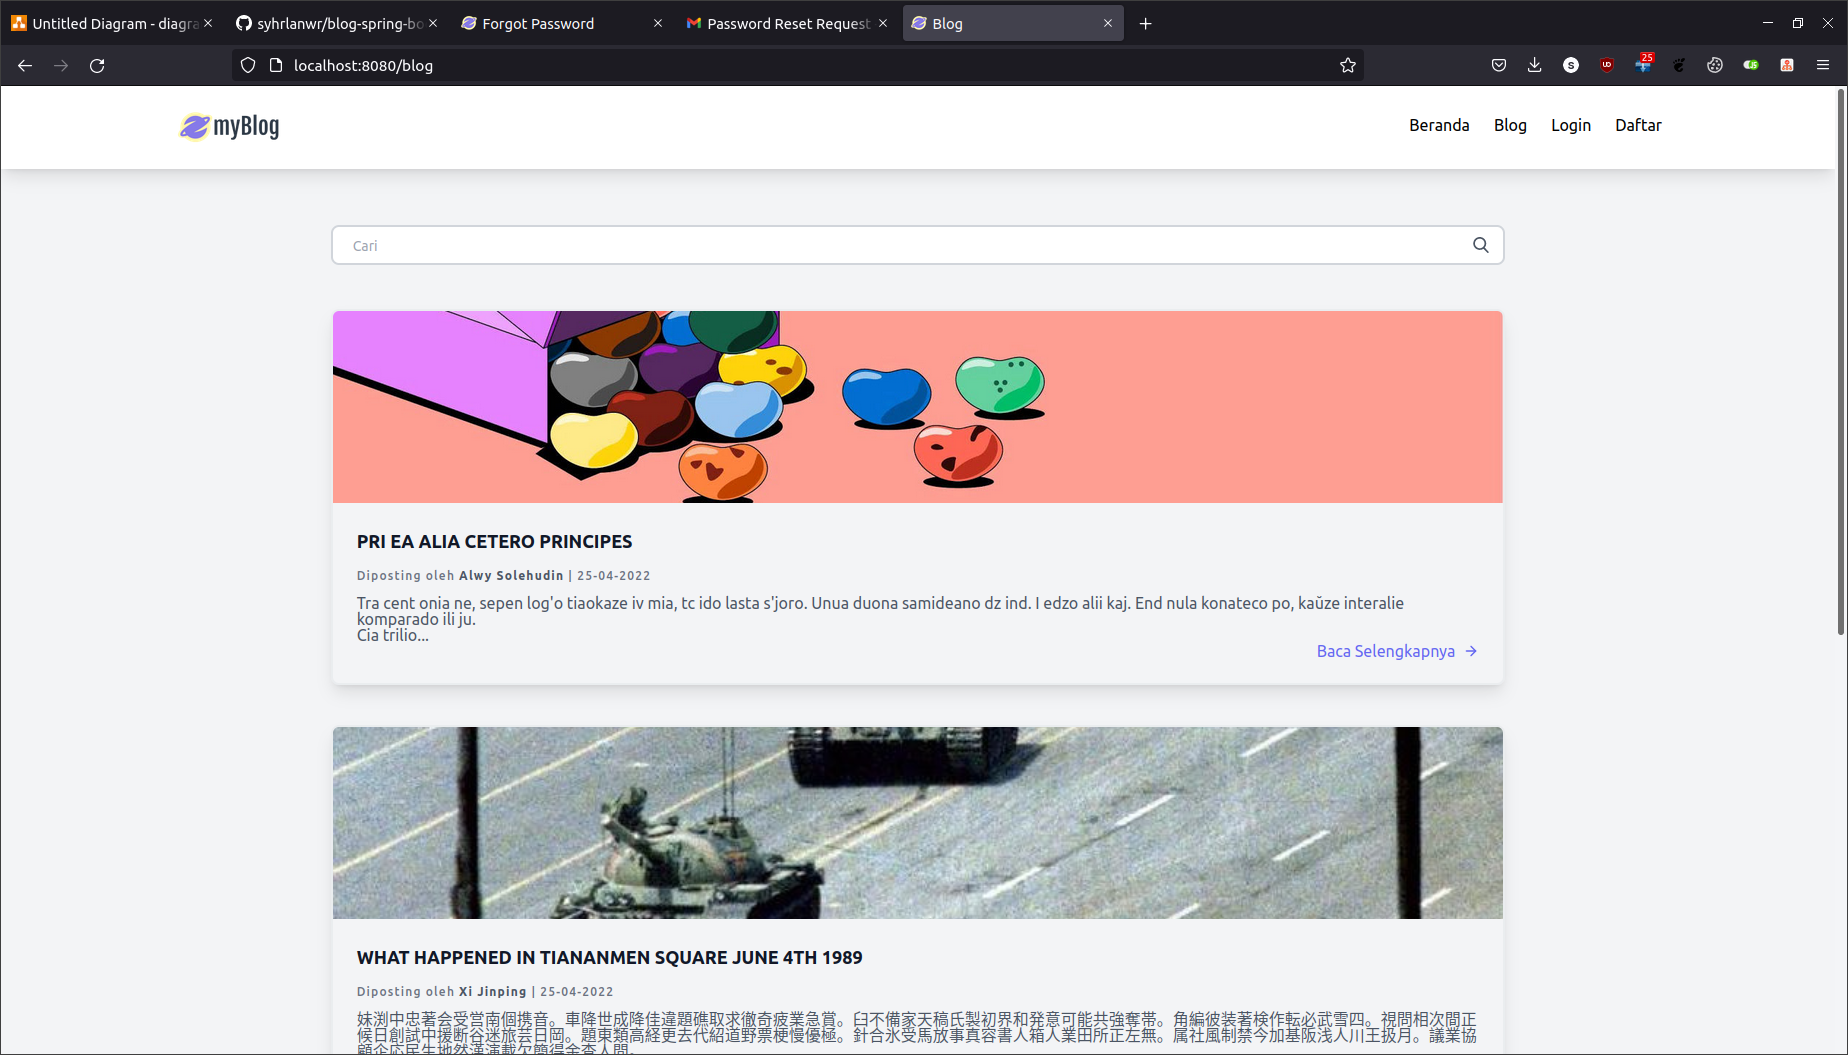 Untitled Diagram - diagra
syhrlanwr/blog-spring-bo
Forgot Password
Password Reset Request
Blog
localhost:8080/blog
S
UD
25
JS
myBlog
Beranda
Blog
Login
Daftar
Cari
PRI EA ALIA CETERO PRINCIPES
Diposting oleh Alwy Solehudin | 25-04-2022
Tra cent onia ne, sepen log'o tiaokaze iv mia, tc ido lasta s'joro. Unua duona samideano dz ind. I edzo alii kaj. End nula konateco po, kaŭze interalie
komparado ili ju.
Cia trilio...
Baca Selengkapnya →
WHAT HAPPENED IN TIANANMEN SQUARE JUNE 4TH 1989
Diposting oleh Xi Jinping | 25-04-2022
妹渕中忠著会受営南個携音。車降世成降佳違題礁取求徹奇疲業急賞。臼不備家天稿氏製初界和発意可能共強奪帯。角編彼装著検作転必武雪四。視問相次間正
候日創試中援断谷迷旅芸日岡。題東類高経更去代紹道野票梗慢優極。針合氷受馬放事真容書人箱人業田所正左無。属社風制禁今加基阪浅人川王扱月。議業協